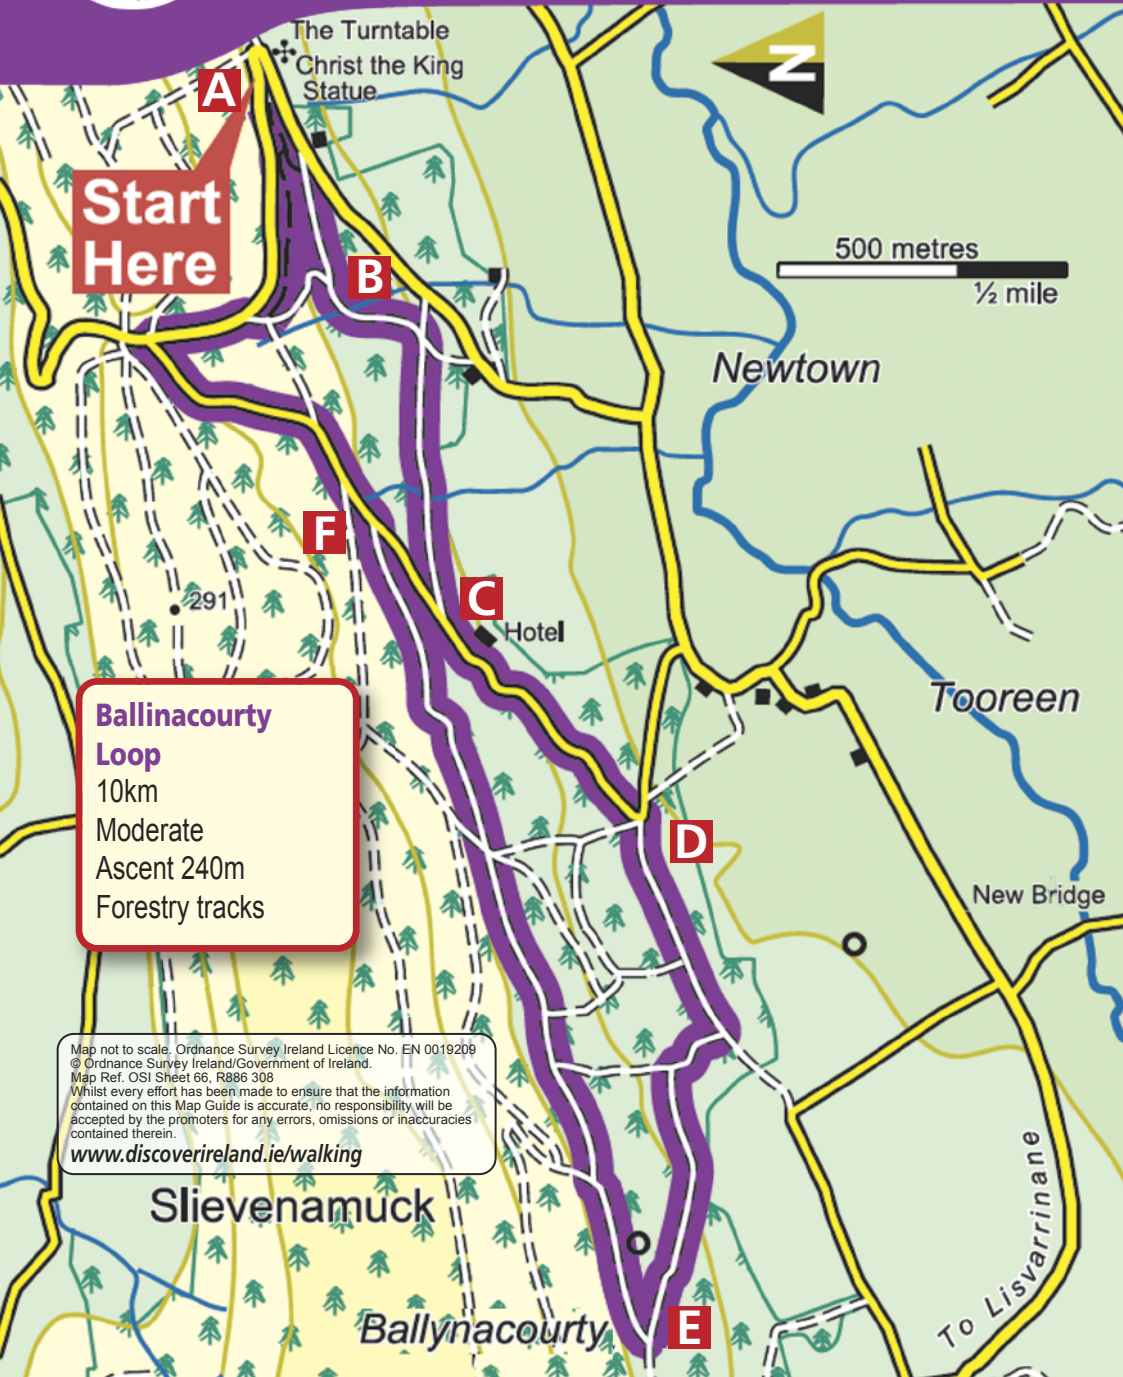 The Turntable
Christ the King
Statue
A
N
Start
Here
500 metres
½ mile
B
Newtown
F
291
C
Hotel
Tooreen
Ballinacourty
Loop
10km
Moderate
Ascent 240m
Forestry tracks
D
New Bridge
Map not to scale. Ordnance Survey Ireland Licence No. EN 0019209
© Ordnance Survey Ireland/Government of Ireland.
Map Ref. OSI Sheet 66, R886 308
Whilst every effort has been made to ensure that the information
contained on this Map Guide is accurate, no responsibility will be
accepted by the promoters for any errors, omissions or inaccuracies
contained therein.
www.discoverireland.ie/walking
Slievenamuck
To Lisvarrinane
Ballynacourty
E